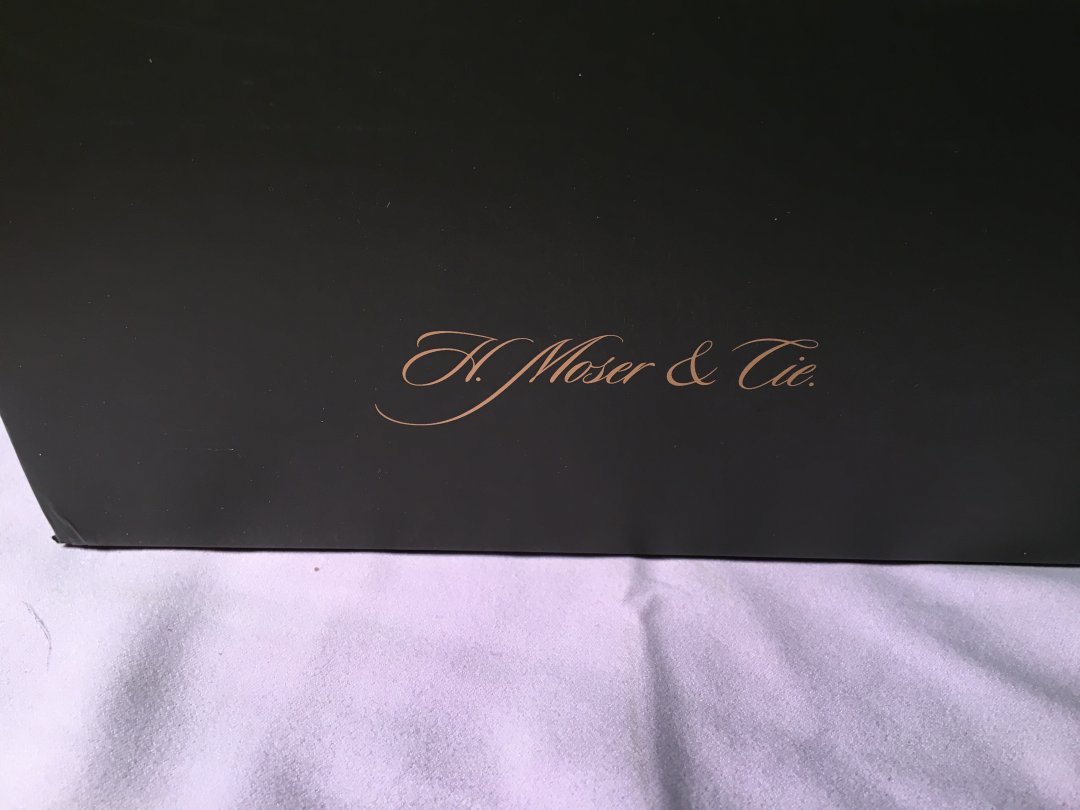 H. Moser & Cie.